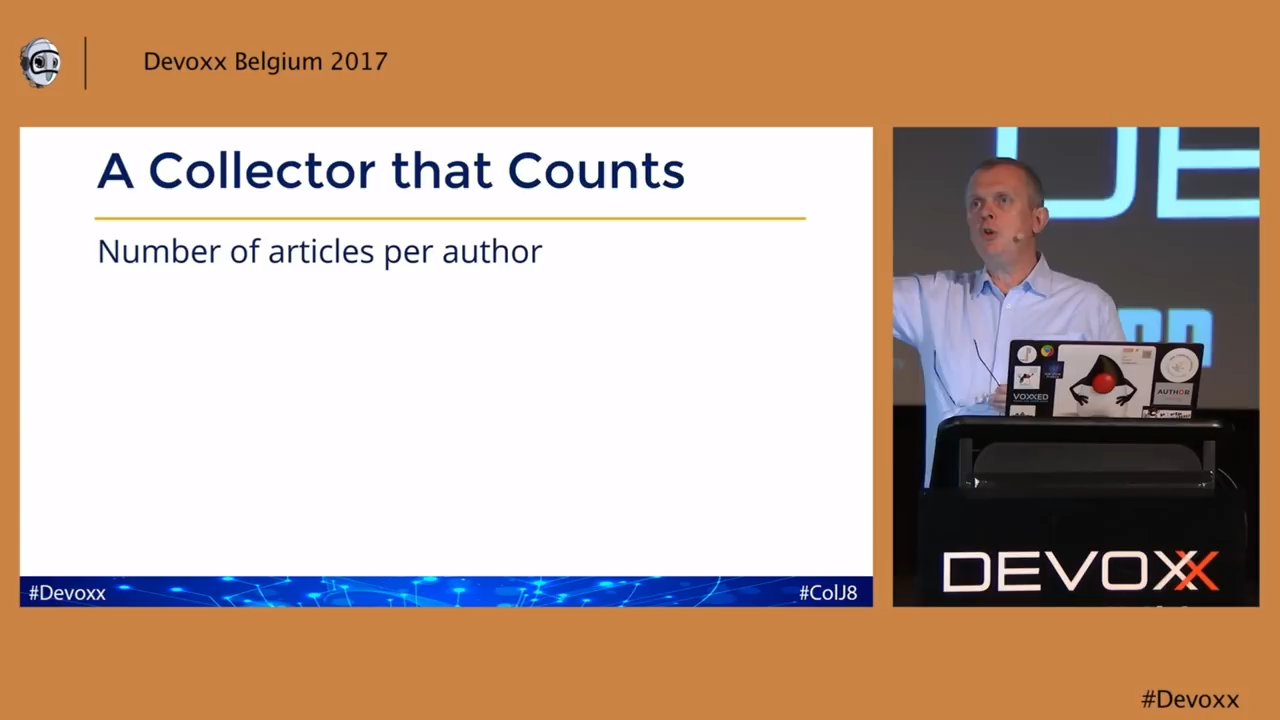 Devoxx Belgium 2017
A Collector that Counts
Number of articles per author
#Devoxx
#ColJ8
VOXXED
AUTHOR
DEVOXX
#Devoxx